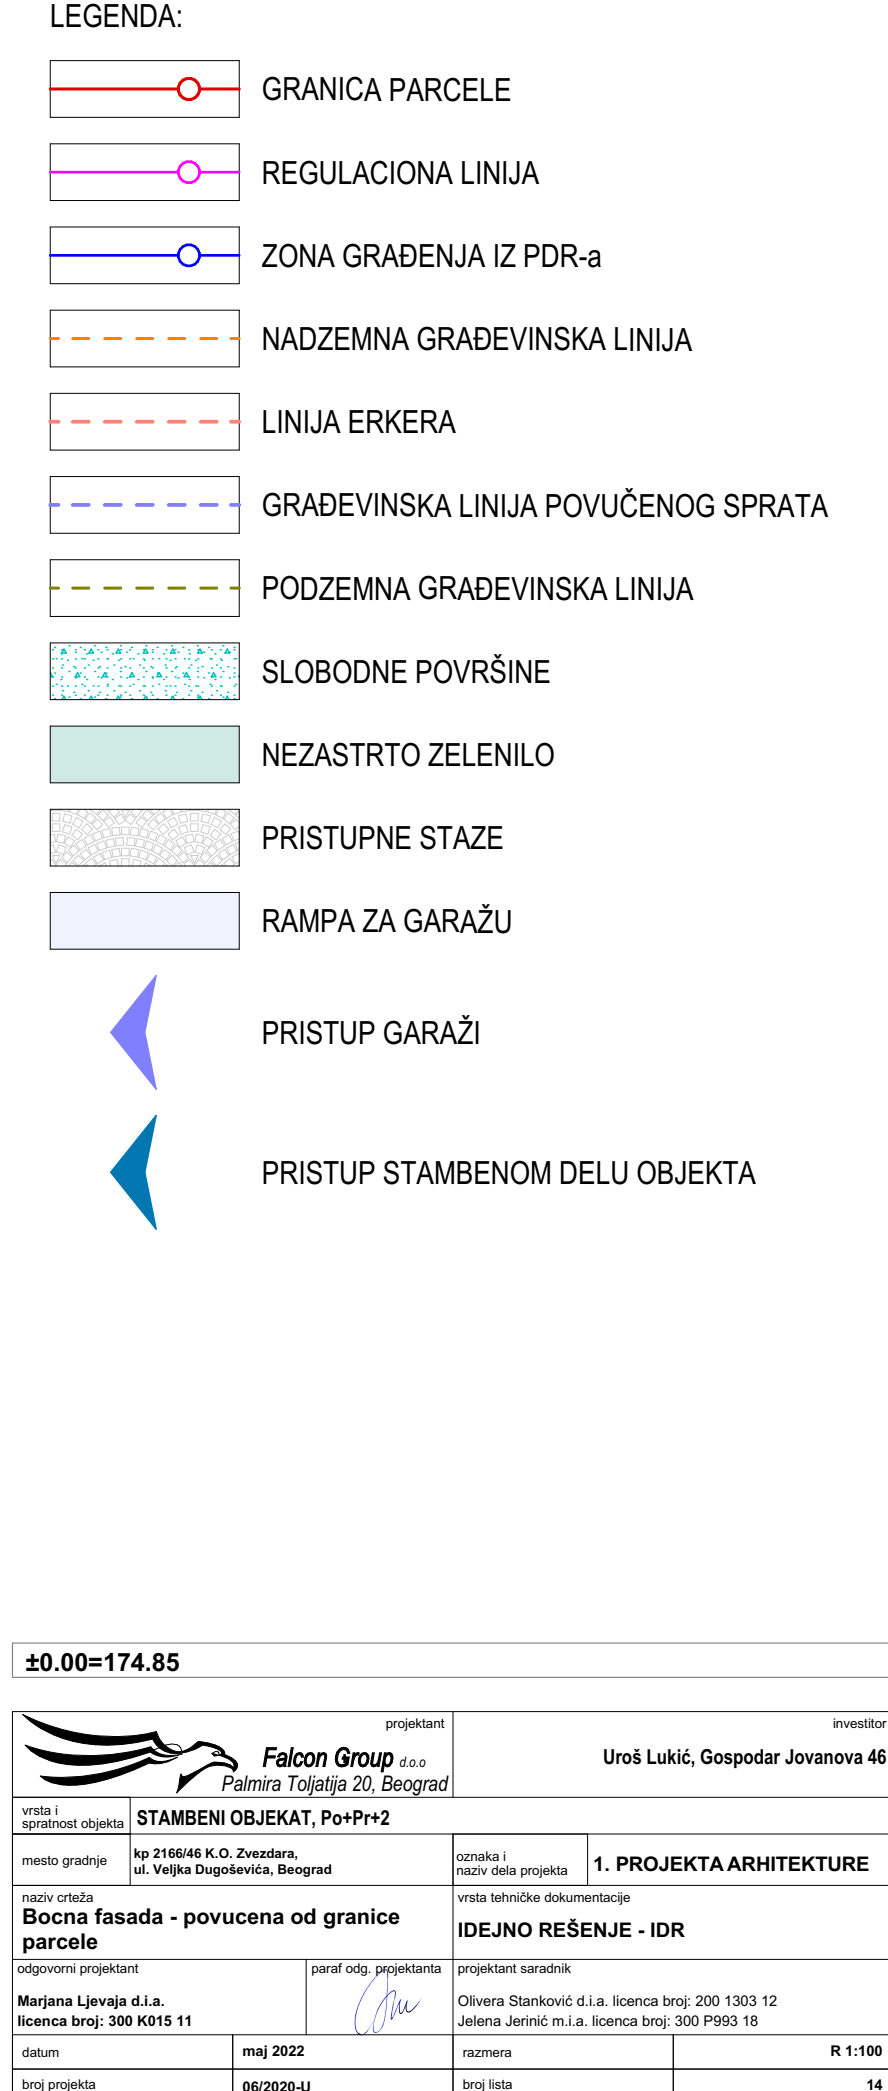 LEGENDA:
GRANICA PARCELE
REGULACIONA LINIJA
ZONA GRAĐENJA IZ PDR-a
NADZEMNA GRAĐEVINSKA LINIJA
LINIJA ERKERA
GRAĐEVINSKA LINIJA POVUČENOG SPRATA
PODZEMNA GRAĐEVINSKA LINIJA
SLOBODNE POVRŠINE
NEZASTRTO ZELENILO
PRISTUPNE STAZE
RAMPA ZA GARAŽU
PRISTUP GARAŽI
PRISTUP STAMBENOM DELU OBJEKTA
±0.00=174.85
projektant
Falcon Group d.o.o
Palmira Toljatija 20, Beograd
investitor
Uroš Lukić, Gospodar Jovanova 46
vrsta i
spratnost objekta
STAMBENI OBJEKAT, Po+Pr+2
mesto gradnje
kp 2166/46 K.O. Zvezdara,
ul. Veljka Dugoševića, Beograd
oznaka i
naziv dela projekta
1. PROJEKTA ARHITEKTURE
naziv crteža
Bocna fasada - povucena od granice
parcele
vrsta tehničke dokumentacije
IDEJNO REŠENJE - IDR
odgovorni projektant
Marjana Ljevaja d.i.a.
licenca broj: 300 K015 11
paraf odg. projektanta
projektant saradnik
Olivera Stanković d.i.a. licenca broj: 200 1303 12
Jelena Jerinić m.i.a. licenca broj: 300 P993 18
datum
maj 2022
razmera
R 1:100
broj projekta
06/2020-U
broj lista
14